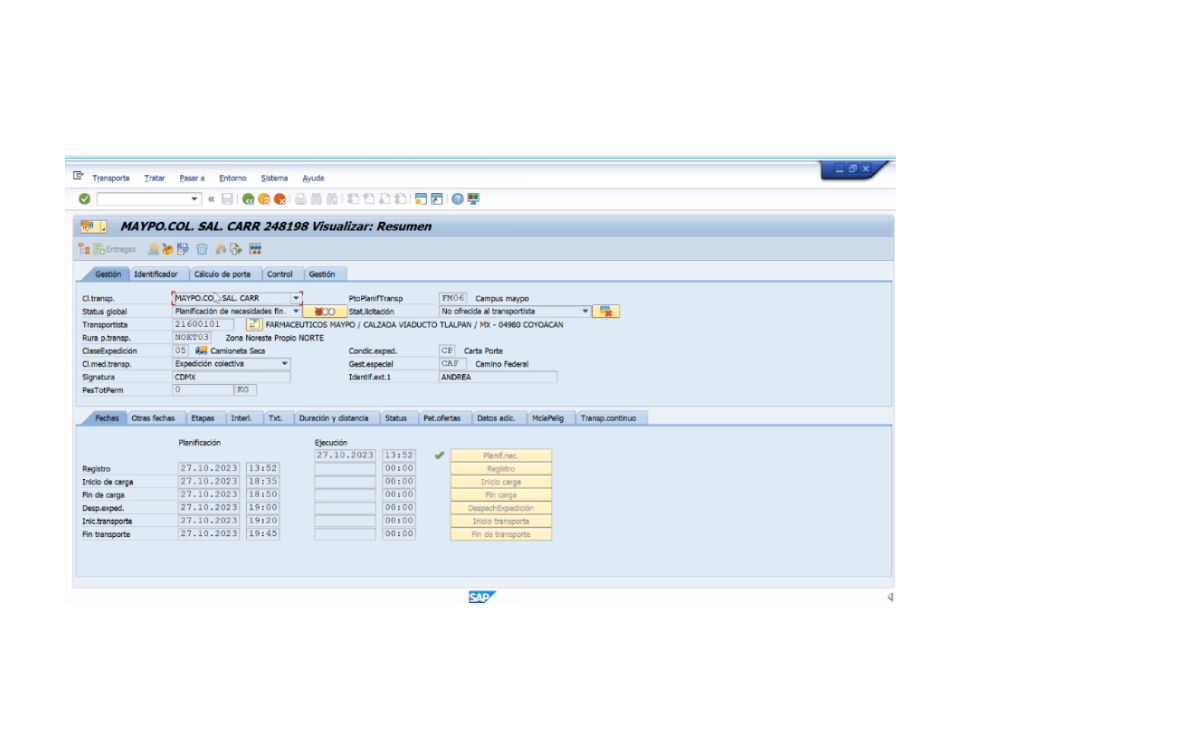 Transporte Tratar Pasar a Entorno Sistema Ayuda
MAYPO.COL. SAL. CARR 248198 Visualizar: Resumen
Entregas
Gestión Identificador Cálculo de porte Control Gestión
Cl.transp. MAYPO.COL. SAL. CARR PtoPlanifTransp FM06 Campus maypo
Status global Planificación de necesidades fin. Stat.licitación No ofrecida al transportista
Transportista 21600101 FARMACEUTICOS MAYPO / CALZADA VIADUCTO TLALPAN / MX - 04980 COYOACAN
Rura p.transp. NOET03 Zona Noreste Propio NORTE
ClaseExpedición 05 Camioneta Seca Condic.exped. CP Carta Porte
Cl.med.transp. Expedición colectiva Gest.especial CAF Camino Federal
Signatura CDMX Identif.ext.1 ANDREA
PesTotPerm 0 KG
Fechas Otras fechas Etapas Interl. Txt. Duración y distancia Status Pet.ofertas Datos adic. MciaPelig Transp.continuo
Planificación Ejecución
27.10.2023 13:52 Planif.nec.
Registro 27.10.2023 13:52 00:00 Registro
Inicio de carga 27.10.2023 18:35 00:00 Inicio carga
Fin de carga 27.10.2023 18:50 00:00 Fin carga
Desp.exped. 27.10.2023 19:00 00:00 DespachExpedición
Inic.transporte 27.10.2023 19:20 00:00 Inicio transporte
Fin transporte 27.10.2023 19:45 00:00 Fin de transporte
SAP